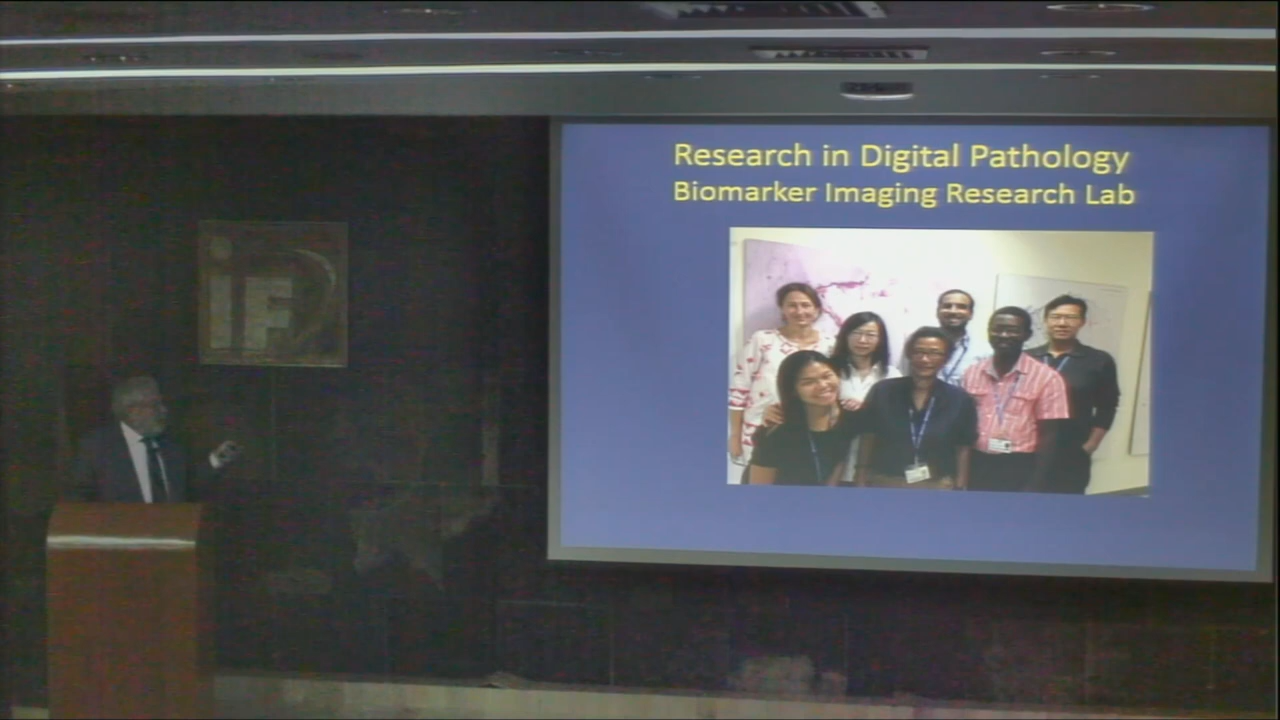 Research in Digital Pathology
Biomarker Imaging Research Lab
iF